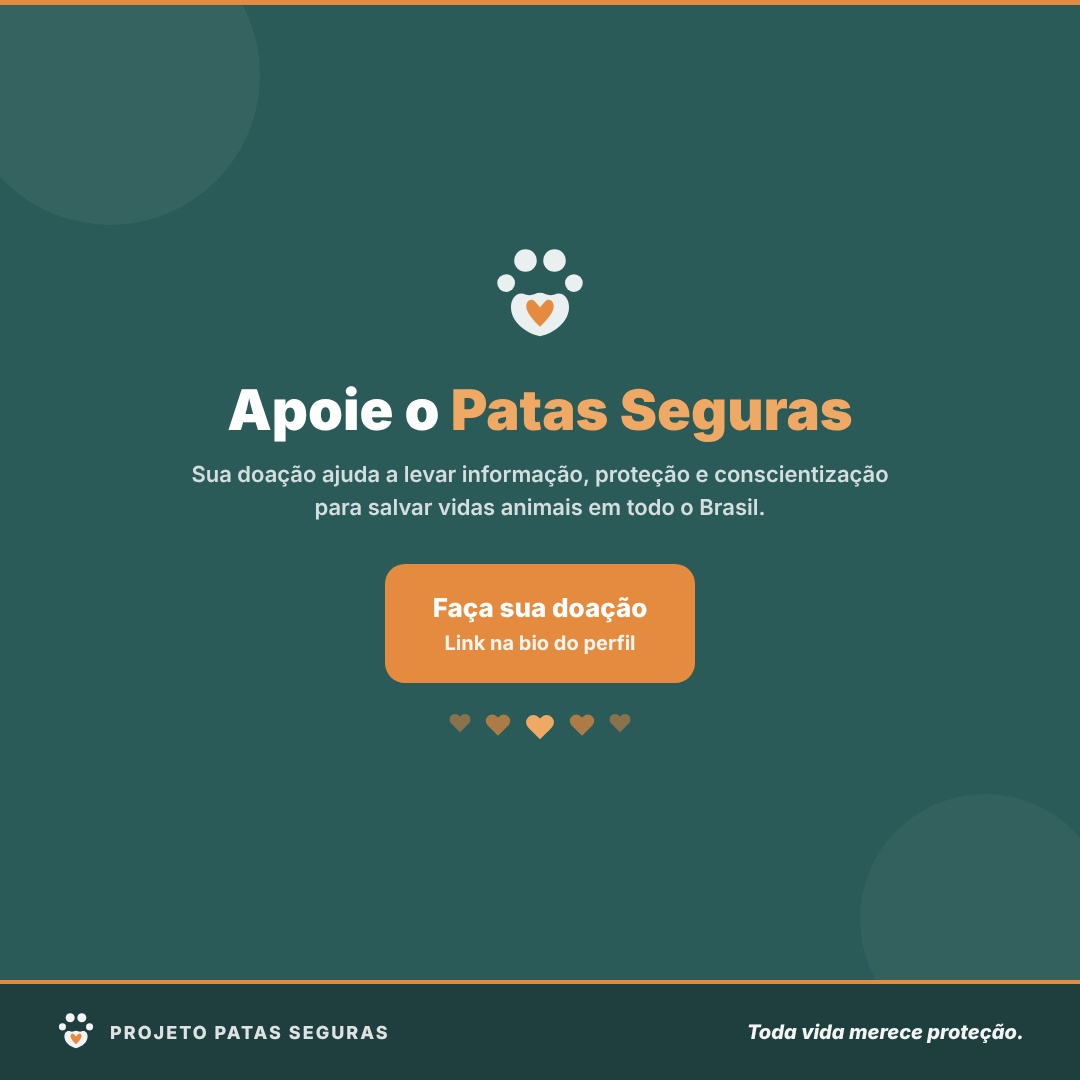 Apoie o Patas Seguras
Sua doação ajuda a levar informação, proteção e conscientização
para salvar vidas animais em todo o Brasil.
Faça sua doação
Link na bio do perfil
PROJETO PATAS SEGURAS
Toda vida merece proteção.